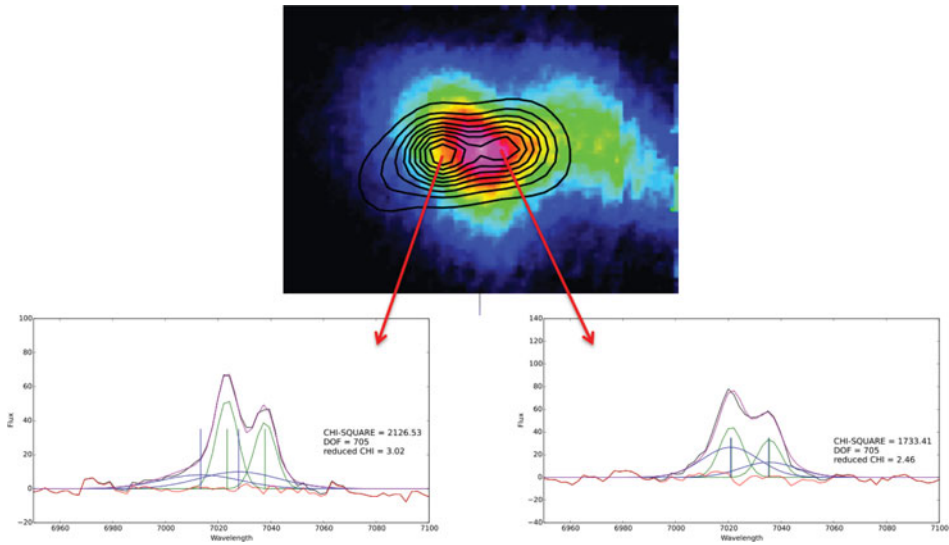 100
80
60
40
20
0
−20
Flux
CHI-SQUARE = 2126.53
DOF = 705
reduced CHI = 3.02
6960 6980 7000 7020 7040 7060 7080 7100
Wavelength
140
120
100
80
60
40
20
0
−20
−40
Flux
CHI-SQUARE = 1733.41
DOF = 705
reduced CHI = 2.46
6960 6980 7000 7020 7040 7060 7080 7100
Wavelength